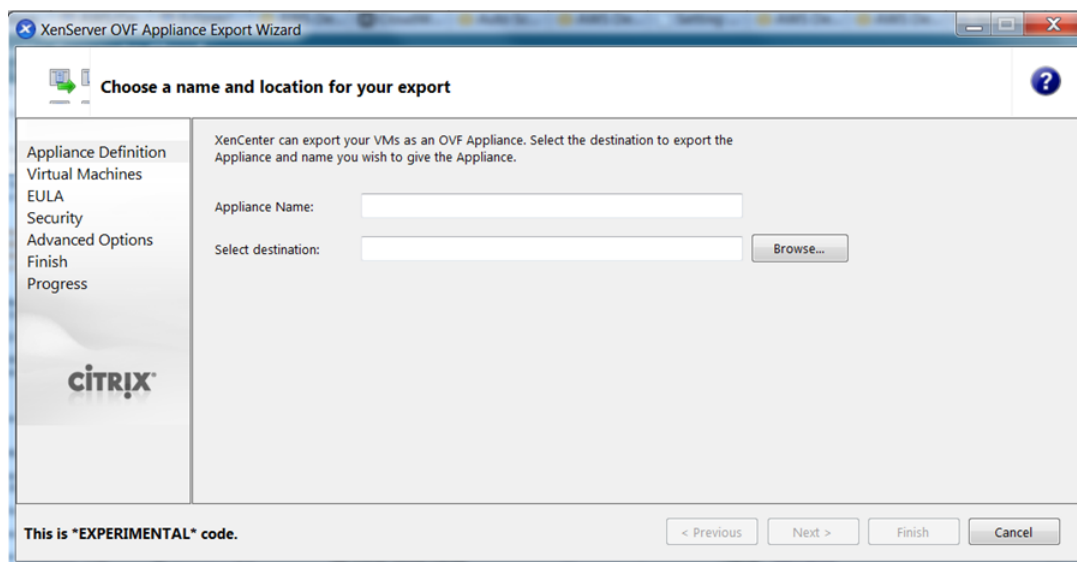 XenServer OVF Appliance Export Wizard
Choose a name and location for your export
?
Appliance Definition
Virtual Machines
EULA
Security
Advanced Options
Finish
Progress
CITRIX
XenCenter can export your VMs as an OVF Appliance. Select the destination to export the
Appliance and name you wish to give the Appliance.
Appliance Name:
Select destination:
Browse...
This is *EXPERIMENTAL* code.
< Previous
Next >
Finish
Cancel